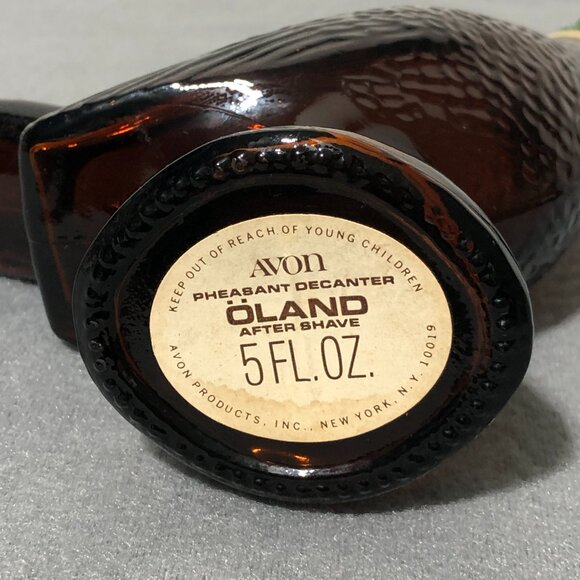 KEEP OUT OF REACH OF YOUNG CHILDREN
AVON
PHEASANT DECANTER
ÖLAND
AFTER SHAVE
5 FL. OZ.
AVON PRODUCTS, INC., NEW YORK, N.Y. 10019